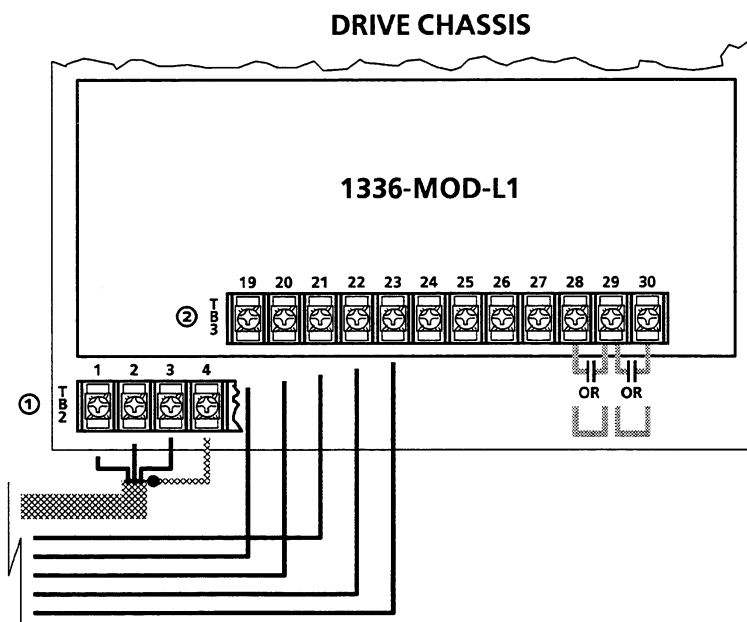 DRIVE CHASSIS
1336-MOD-L1
19 20 21 22 23 24 25 26 27 28 29 30
② TB3
OR OR
1 2 3 4
① TB2